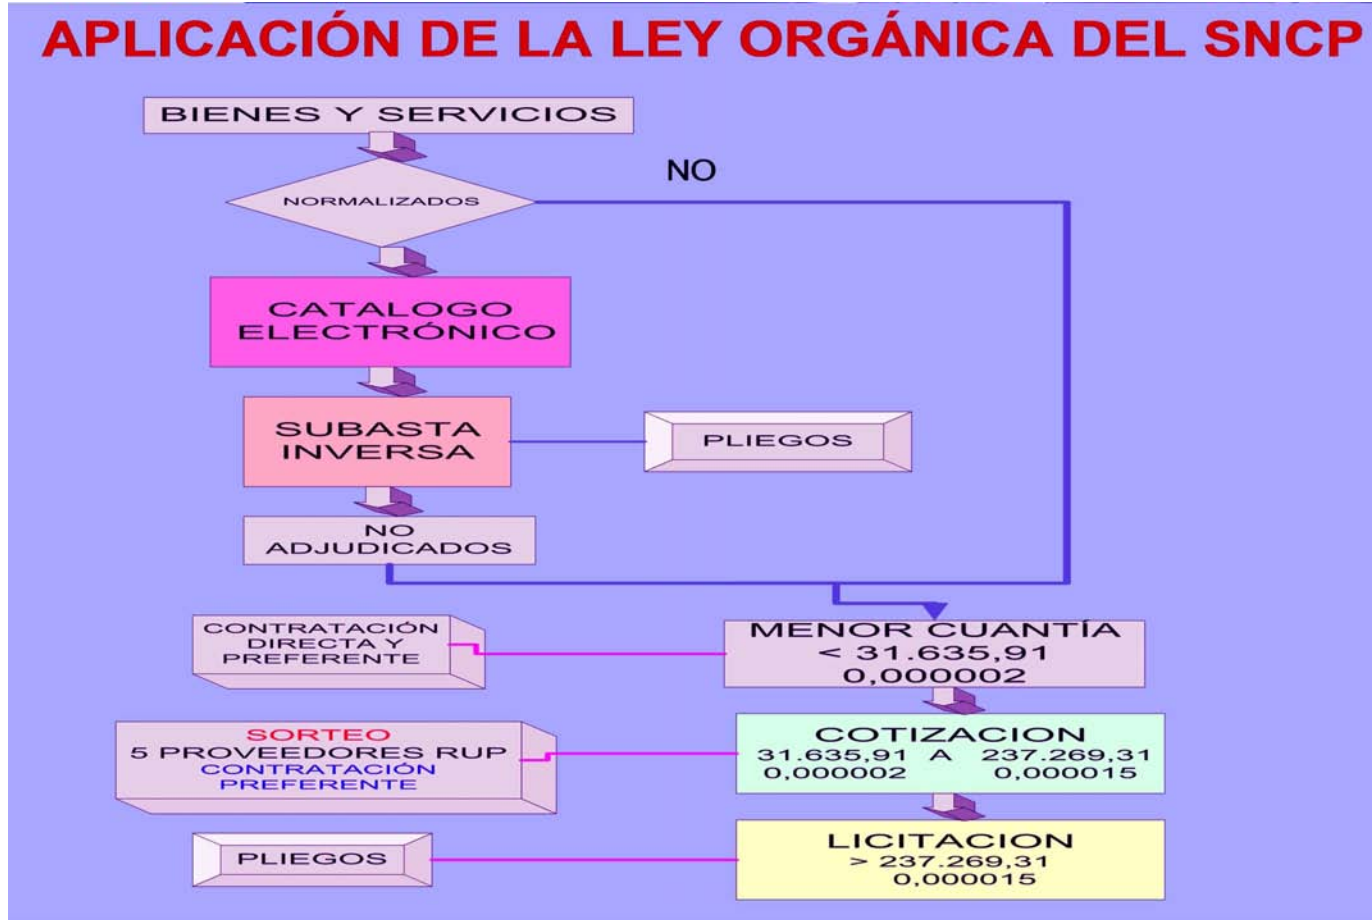 APLICACIÓN DE LA LEY ORGÁNICA DEL SNCP
BIENES Y SERVICIOS
NO
NORMALIZADOS
CATALOGO
ELECTRÓNICO
SUBASTA
INVERSA
PLIEGOS
NO
ADJUDICADOS
CONTRATACIÓN
DIRECTA Y
PREFERENTE
MENOR CUANTÍA
< 31.635,91
0,000002
SORTEO
5 PROVEEDORES RUP
CONTRATACIÓN
PREFERENTE
COTIZACION
31.635,91 A 237.269,31
0,000002 0,000015
PLIEGOS
LICITACION
> 237.269,31
0,000015